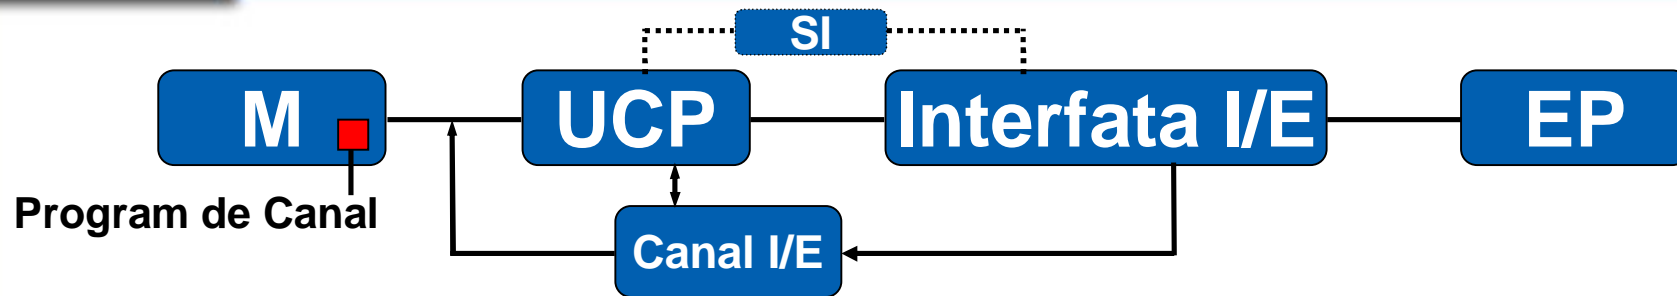 SI
M
UCP
Interfata I/E
EP
Program de Canal
Canal I/E